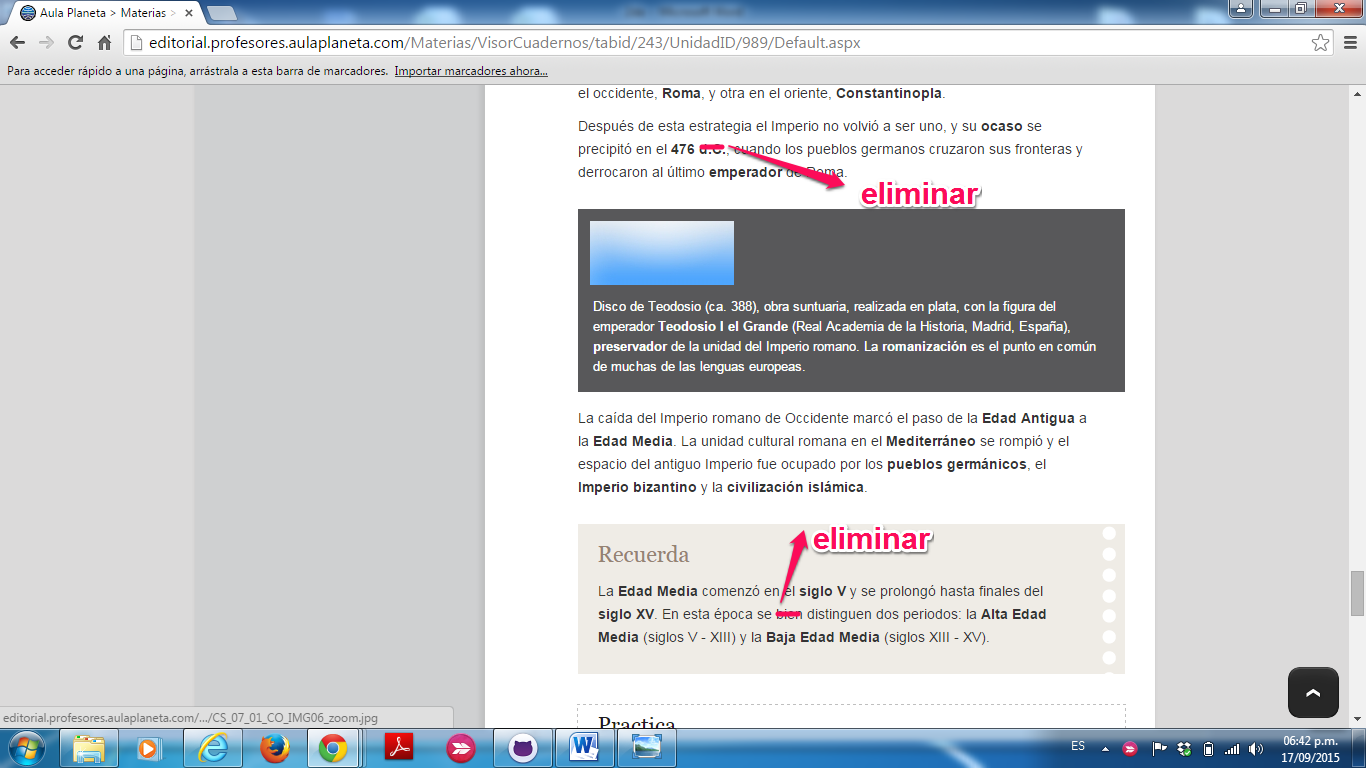 Aula Planeta > Materias >
editorial.profesores.aulaplaneta.com/Materias/VisorCuadernos/tabid/243/UnidadID/989/Default.aspx
Para acceder rápido a una página, arrástrala a esta barra de marcadores. Importar marcadores ahora...
el occidente, Roma, y otra en el oriente, Constantinopla.
Después de esta estrategia el Imperio no volvió a ser uno, y su ocaso se
precipitó en el 476 d.C., cuando los pueblos germanos cruzaron sus fronteras y
derrocaron al último emperador de Roma.
eliminar
Disco de Teodosio (ca. 388), obra suntuaria, realizada en plata, con la figura del
emperador Teodosio I el Grande (Real Academia de la Historia, Madrid, España),
preservador de la unidad del Imperio romano. La romanización es el punto en común
de muchas de las lenguas europeas.
La caída del Imperio romano de Occidente marcó el paso de la Edad Antigua a
la Edad Media. La unidad cultural romana en el Mediterráneo se rompió y el
espacio del antiguo Imperio fue ocupado por los pueblos germánicos, el
Imperio bizantino y la civilización islámica.
eliminar
Recuerda
La Edad Media comenzó en el siglo V y se prolongó hasta finales del
siglo XV. En esta época se bien distinguen dos periodos: la Alta Edad
Media (siglos V - XIII) y la Baja Edad Media (siglos XIII - XV).
Practica
editorial.profesores.aulaplaneta.com/.../CS_07_01_CO_IMG06_zoom.jpg
ES
06:42 p.m.
17/09/2015